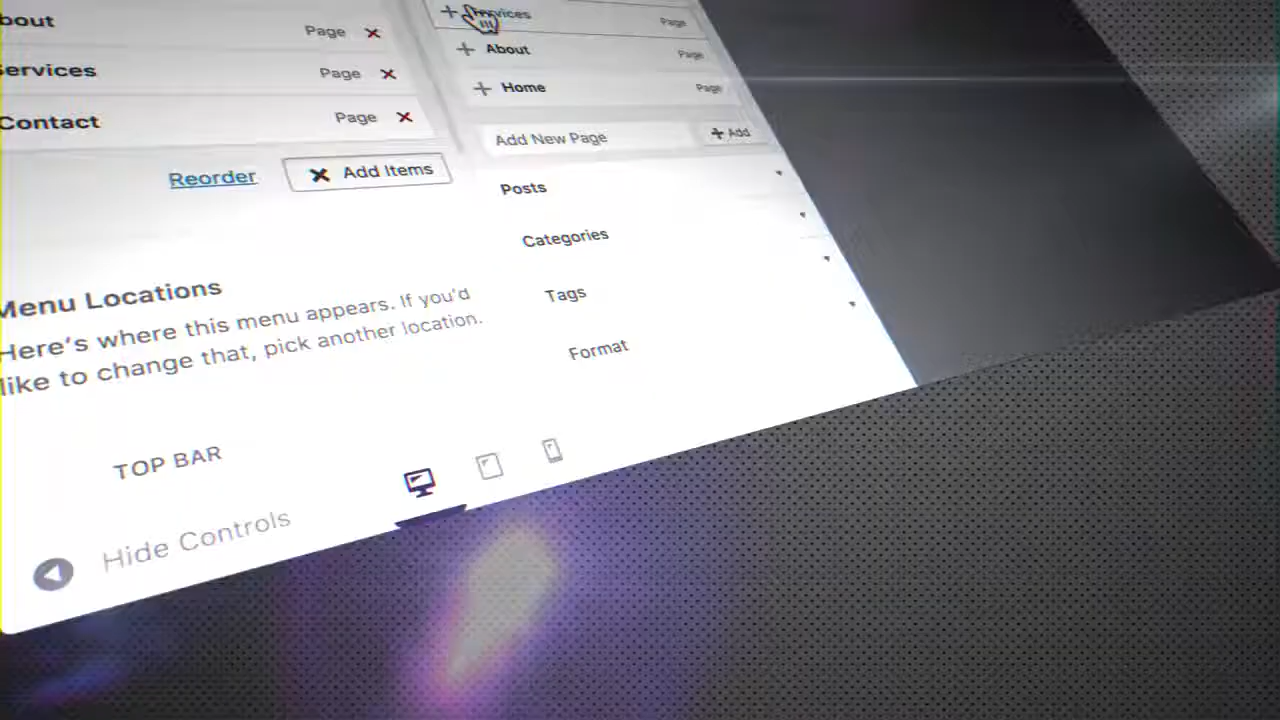 bout
Page
ervices
Page
Contact
Page
Reorder
Add Items
Menu Locations
Here's where this menu appears. If you'd
like to change that, pick another location.
TOP BAR
Hide Controls
Services
Page
About
Page
Home
Page
Add New Page
Add
Posts
Categories
Tags
Format